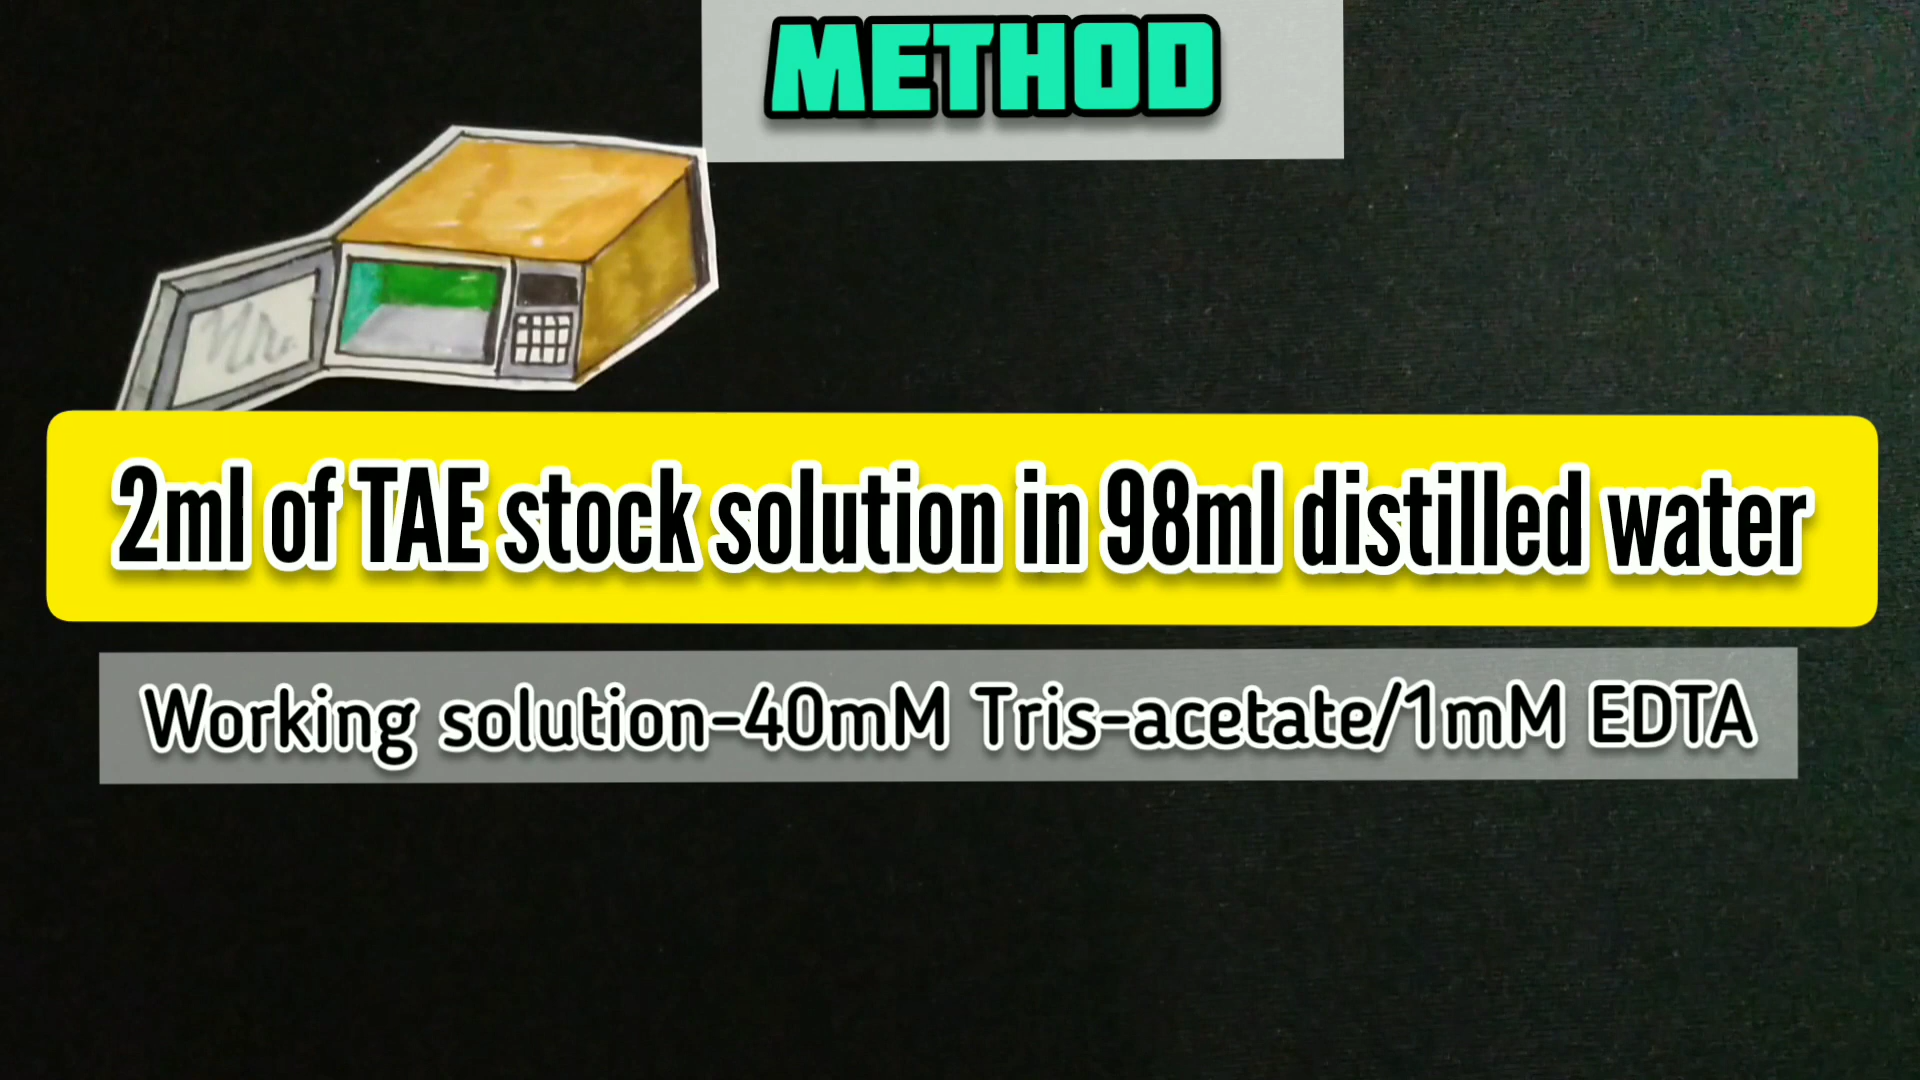 METHOD
2ml of TAE stock solution in 98ml distilled water
Working solution-40mM Tris-acetate/1mM EDTA